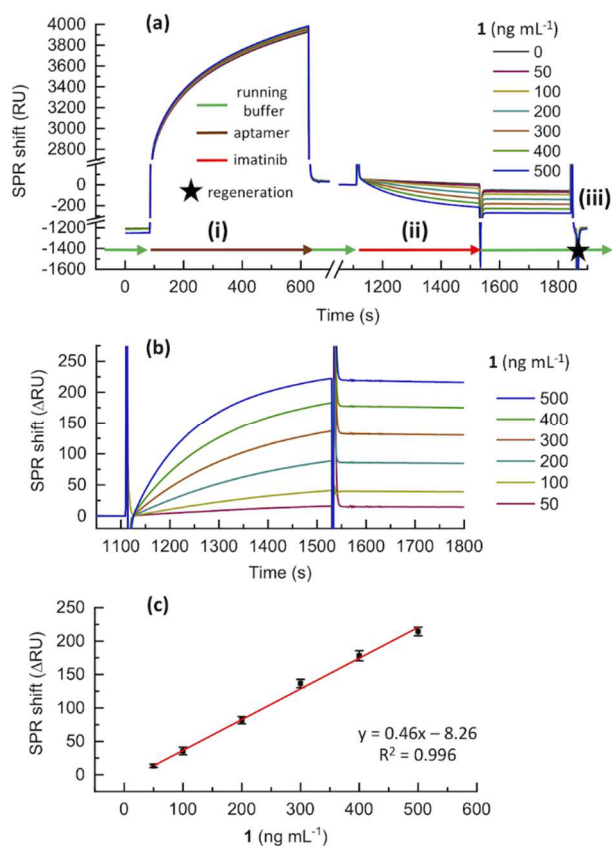 (a)
1 (ng mL⁻¹)
0
50
100
200
300
400
500
running
buffer
aptamer
imatinib
regeneration
(i)
(ii)
(iii)
SPR shift (RU)
4000
3800
3600
3400
3200
3000
2800
0
-200
-1200
-1400
-1600
0 200 400 600 1200 1400 1600 1800
Time (s)
(b)
1 (ng mL⁻¹)
500
400
300
200
100
50
SPR shift (ΔRU)
250
200
150
100
50
0
1100 1200 1300 1400 1500 1600 1700 1800
Time (s)
(c)
SPR shift (ΔRU)
250
200
150
100
50
0
y = 0.46x – 8.26
R² = 0.996
0 100 200 300 400 500 600
1 (ng mL⁻¹)